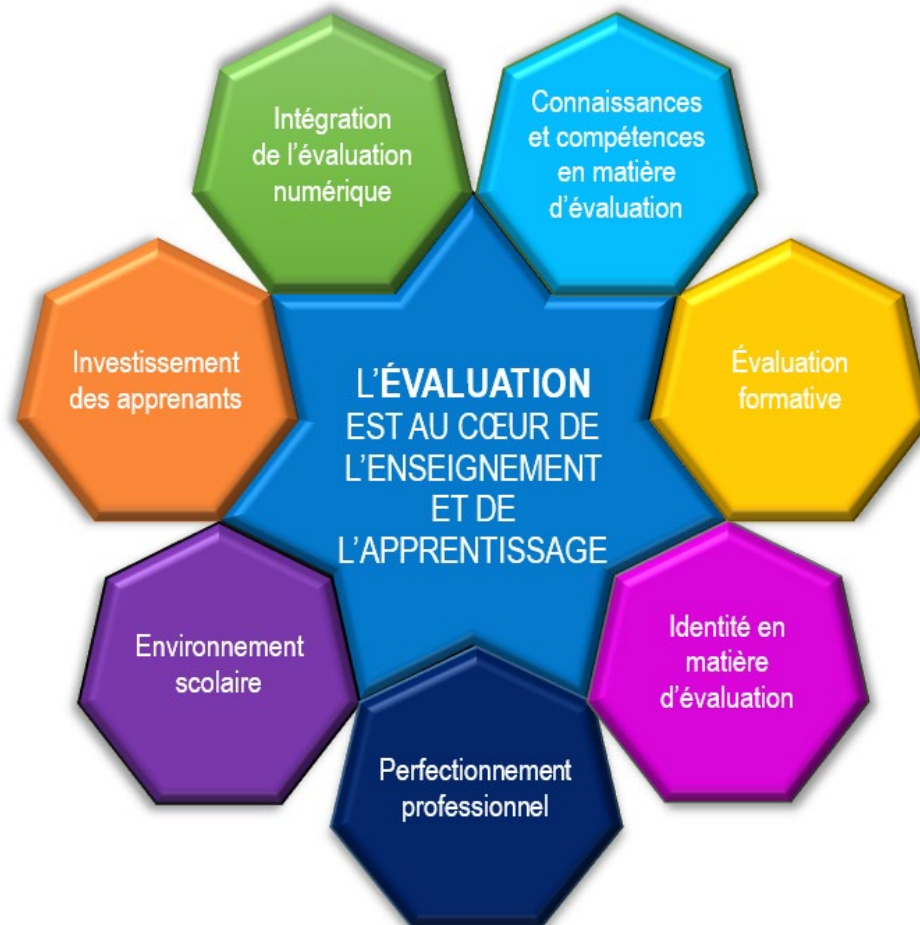 Intégration
de l'évaluation
numérique
Connaissances
et compétences
en matière
d'évaluation
Investissement
des apprenants
L'ÉVALUATION
EST AU CŒUR DE
L'ENSEIGNEMENT
ET DE
L'APPRENTISSAGE
Évaluation
formative
Environnement
scolaire
Identité en
matière
d'évaluation
Perfectionnement
professionnel